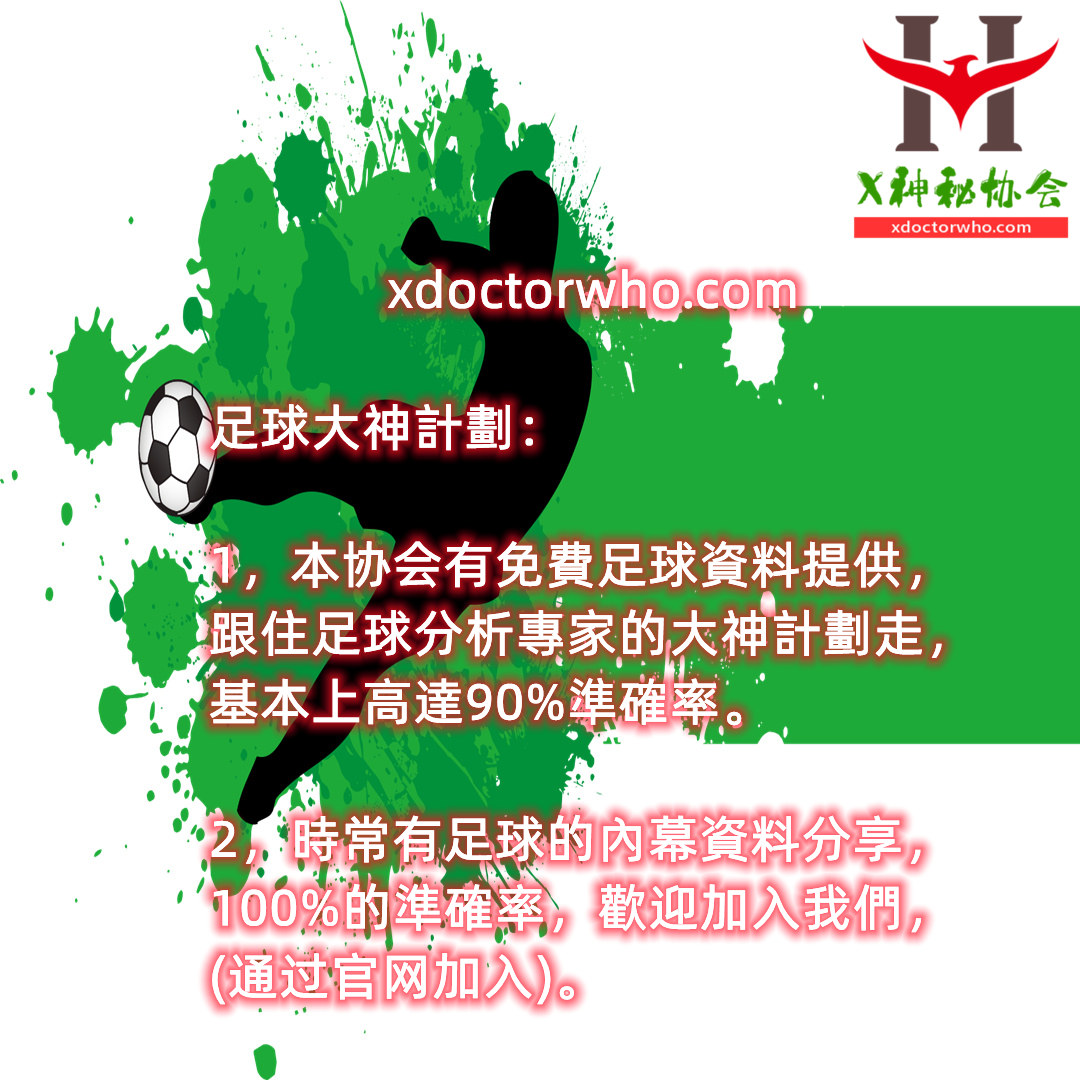 H
X神秘协会
xdoctorwho.com
xdoctorwho.com
足球大神計劃：
1，本协会有免費足球資料提供，
跟住足球分析專家的大神計劃走，
基本上高達90%準確率。
2，時常有足球的內幕資料分享，
100%的準確率，歡迎加入我們，
(通过官网加入)。